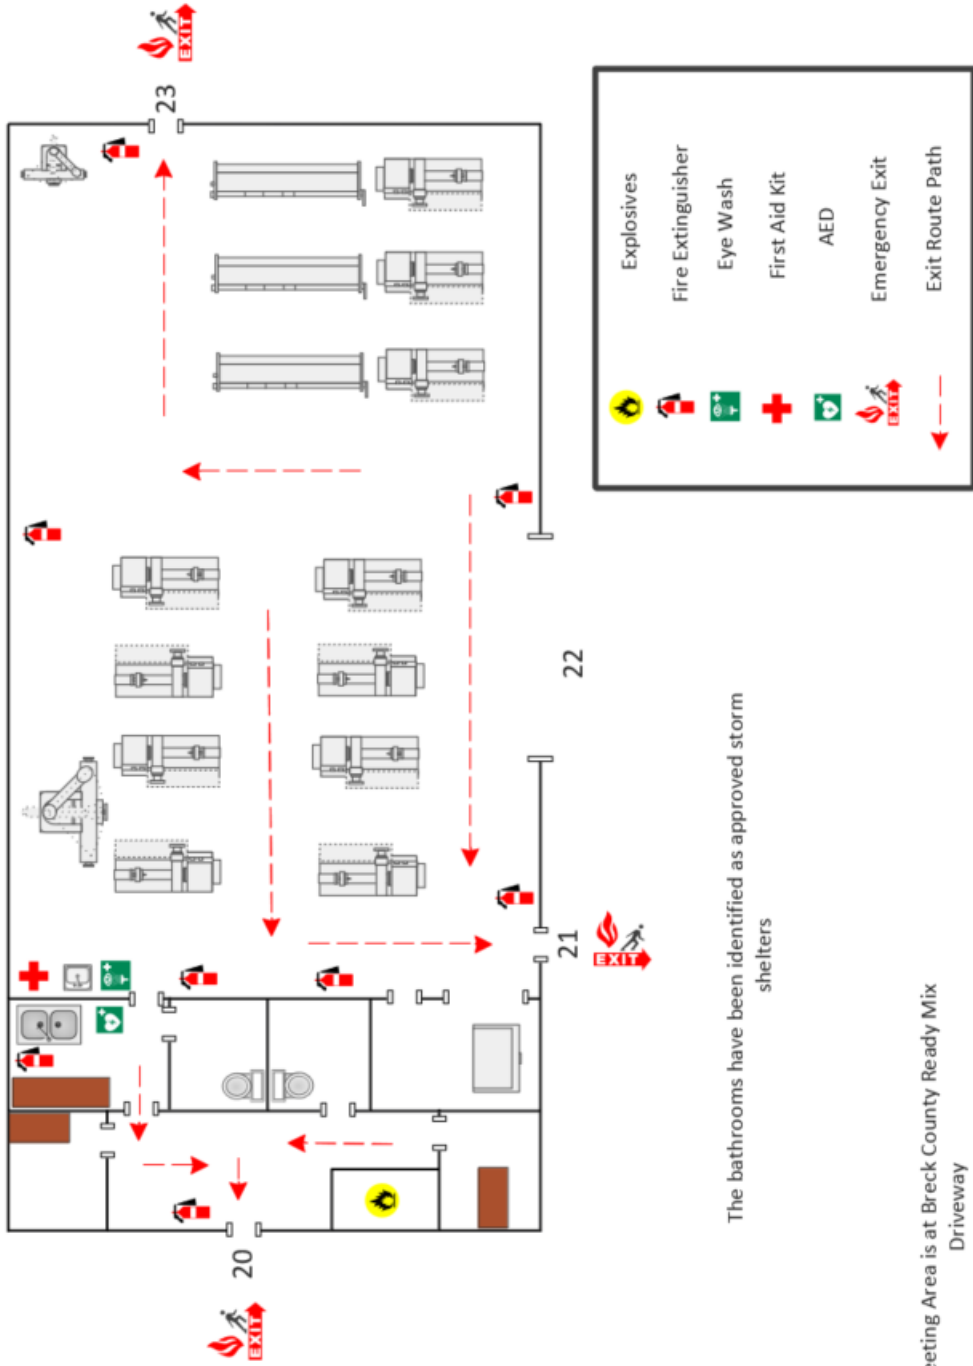 20
21
22
23
EXIT
EXIT
EXIT
The bathrooms have been identified as approved storm
shelters
eeting Area is at Breck County Ready Mix
Driveway
Explosives
Fire Extinguisher
Eye Wash
First Aid Kit
AED
EXIT
Emergency Exit
Exit Route Path